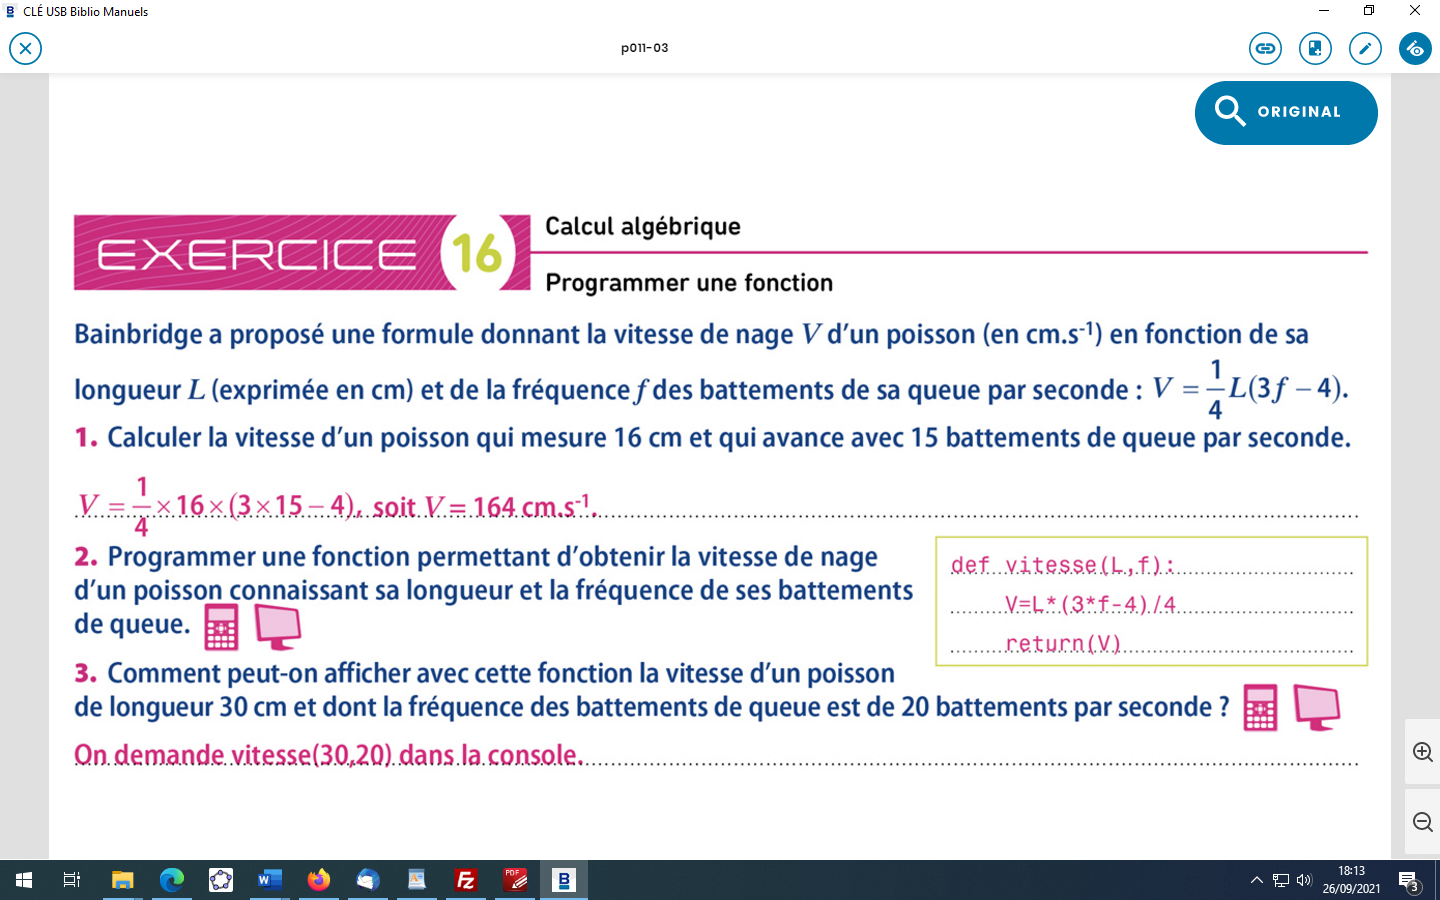 CLÉ USB Biblio Manuels
p011-03
ORIGINAL
EXERCICE 16
Calcul algébrique
Programmer une fonction
Bainbridge a proposé une formule donnant la vitesse de nage V d'un poisson (en cm.s⁻¹) en fonction de sa
longueur L (exprimée en cm) et de la fréquence f des battements de sa queue par seconde : V = 1/4 L(3f – 4).
1. Calculer la vitesse d'un poisson qui mesure 16 cm et qui avance avec 15 battements de queue par seconde.
V = 1/4 × 16 × (3 × 15 – 4), soit V = 164 cm.s⁻¹.
2. Programmer une fonction permettant d'obtenir la vitesse de nage
d'un poisson connaissant sa longueur et la fréquence de ses battements
de queue.
def vitesse(L,f):
V=L*(3*f-4)/4
return(V)
3. Comment peut-on afficher avec cette fonction la vitesse d'un poisson
de longueur 30 cm et dont la fréquence des battements de queue est de 20 battements par seconde ?
On demande vitesse(30,20) dans la console.
18:13
26/09/2021
3